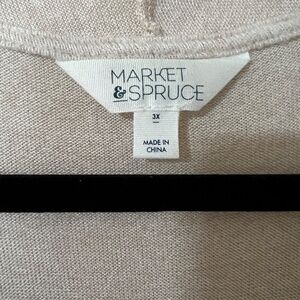 MARKET
&SPRUCE
3X
MADE IN
CHINA